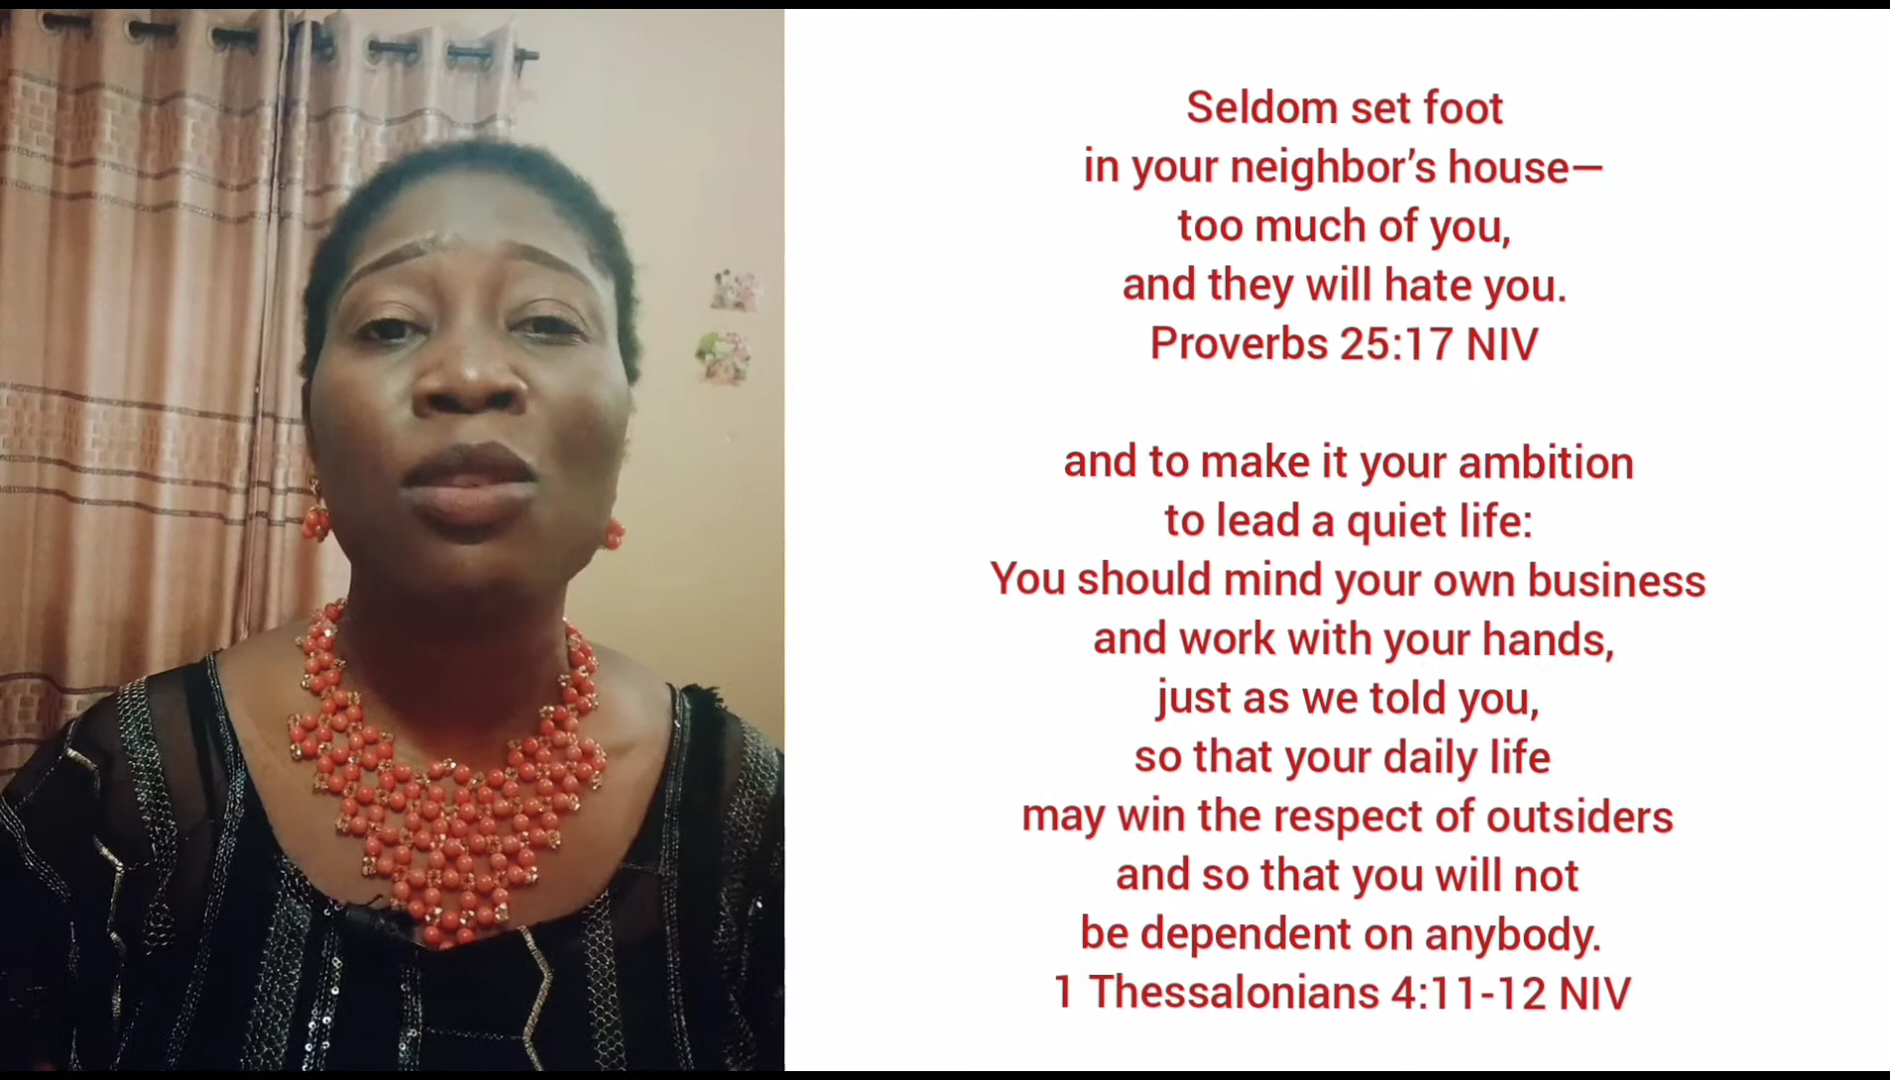 Seldom set foot
in your neighbor’s house—
too much of you,
and they will hate you.
Proverbs 25:17 NIV
and to make it your ambition
to lead a quiet life:
You should mind your own business
and work with your hands,
just as we told you,
so that your daily life
may win the respect of outsiders
and so that you will not
be dependent on anybody.
1 Thessalonians 4:11-12 NIV